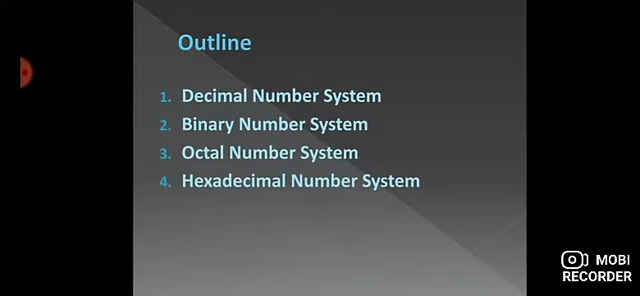 Outline
1. Decimal Number System
2. Binary Number System
3. Octal Number System
4. Hexadecimal Number System
MOBI
RECORDER